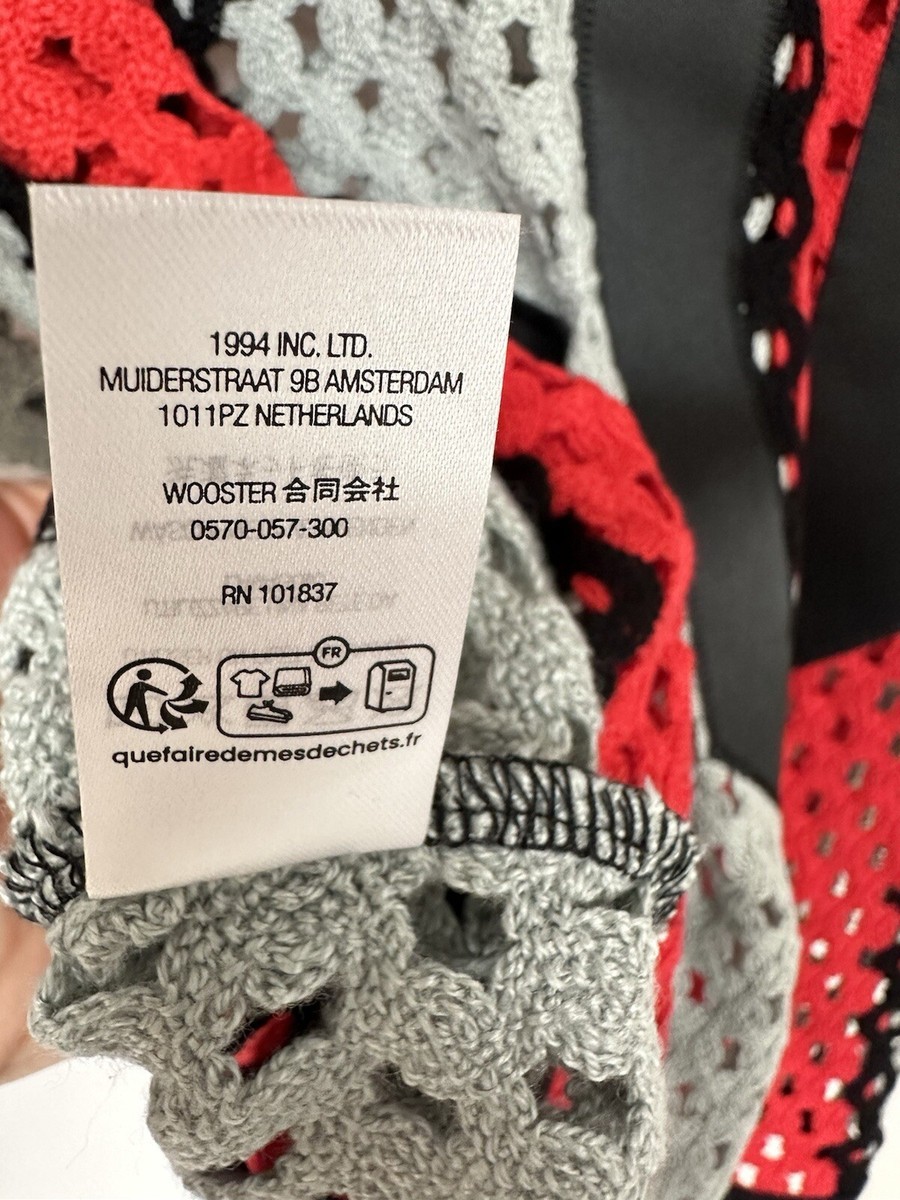 1994 INC. LTD.
MUIDERSTRAAT 9B AMSTERDAM
1011PZ NETHERLANDS
WOOSTER 合同会社
0570-057-300
RN 101837
FR
quefairedemesdechets.fr